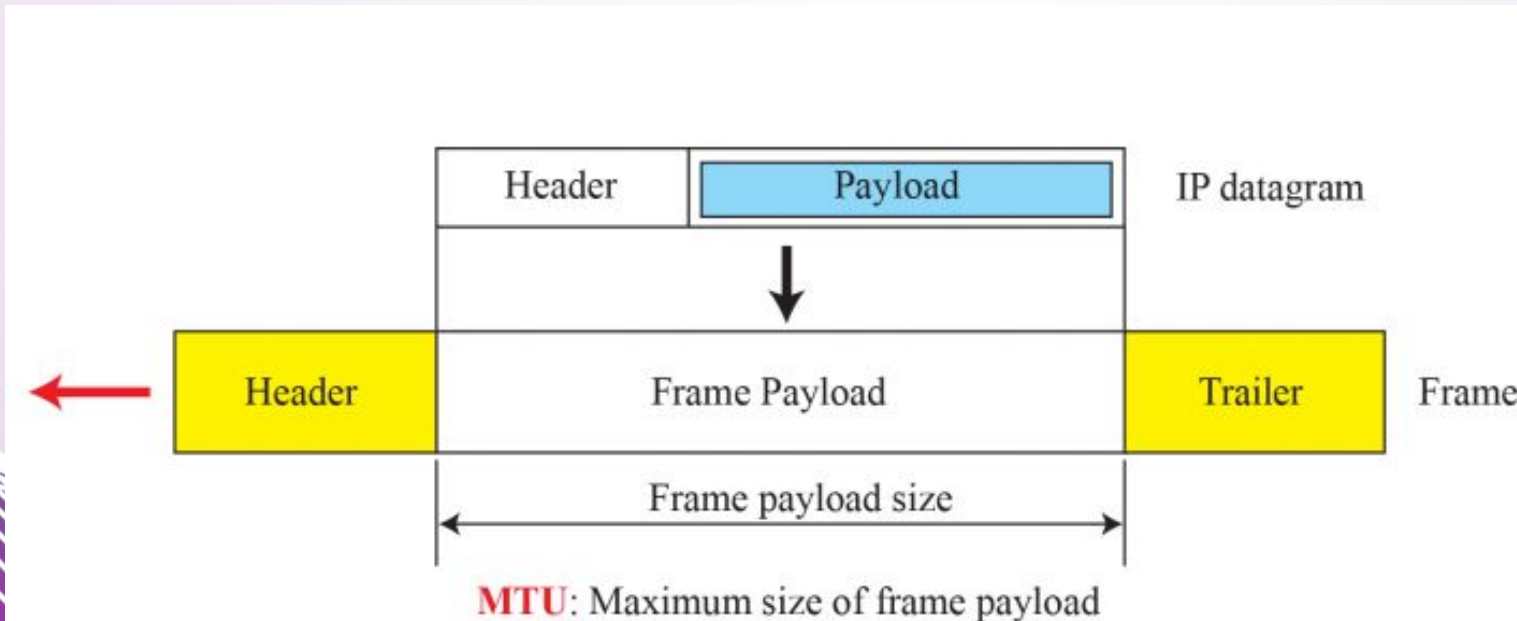 Header Payload IP datagram
Header Frame Payload Trailer Frame
Frame payload size
MTU: Maximum size of frame payload